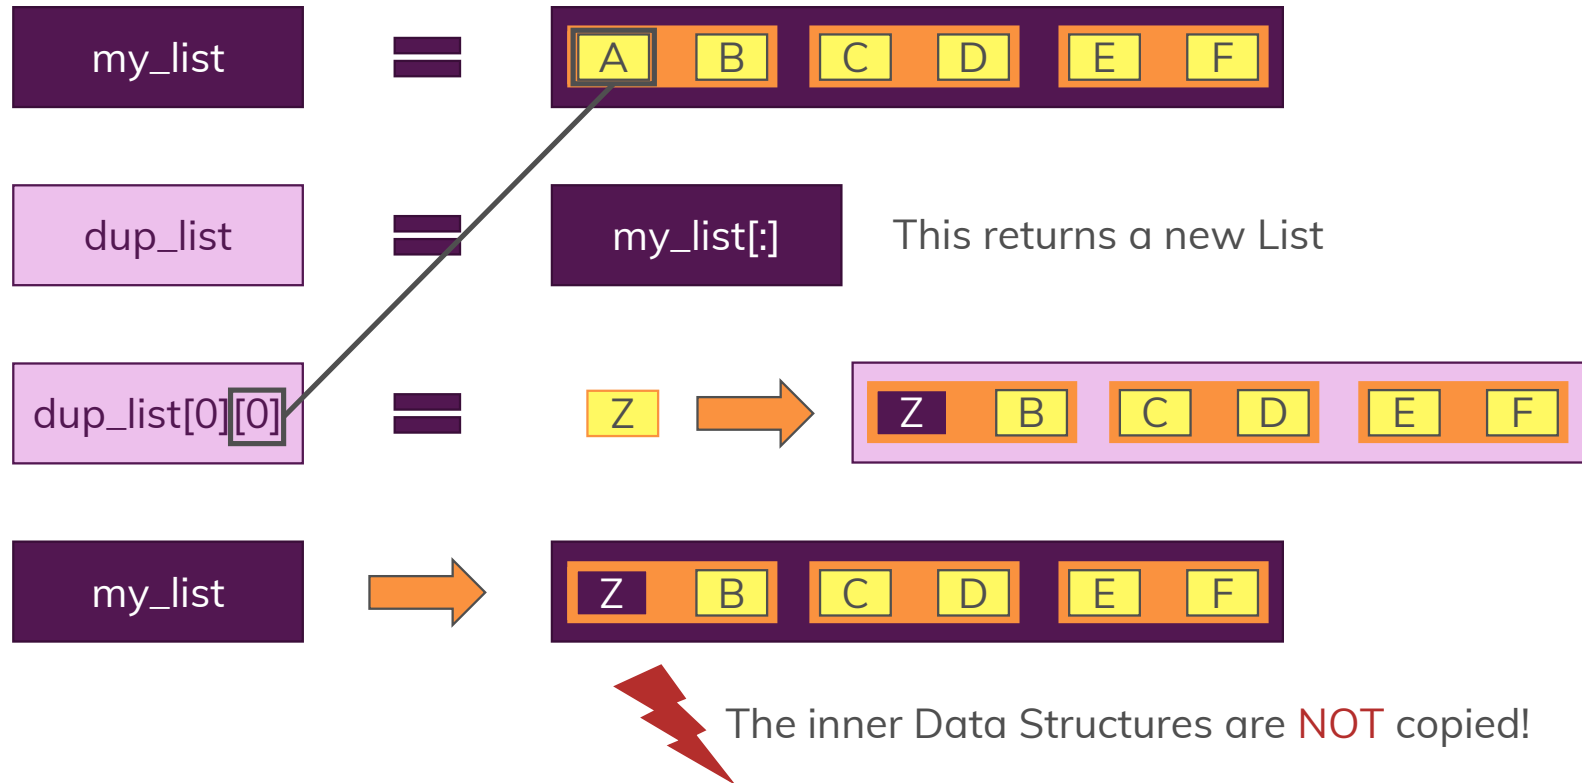 my_list = A B C D E F
dup_list = my_list[:] This returns a new List
dup_list[0][0] = Z Z B C D E F
my_list Z B C D E F
The inner Data Structures are NOT copied!